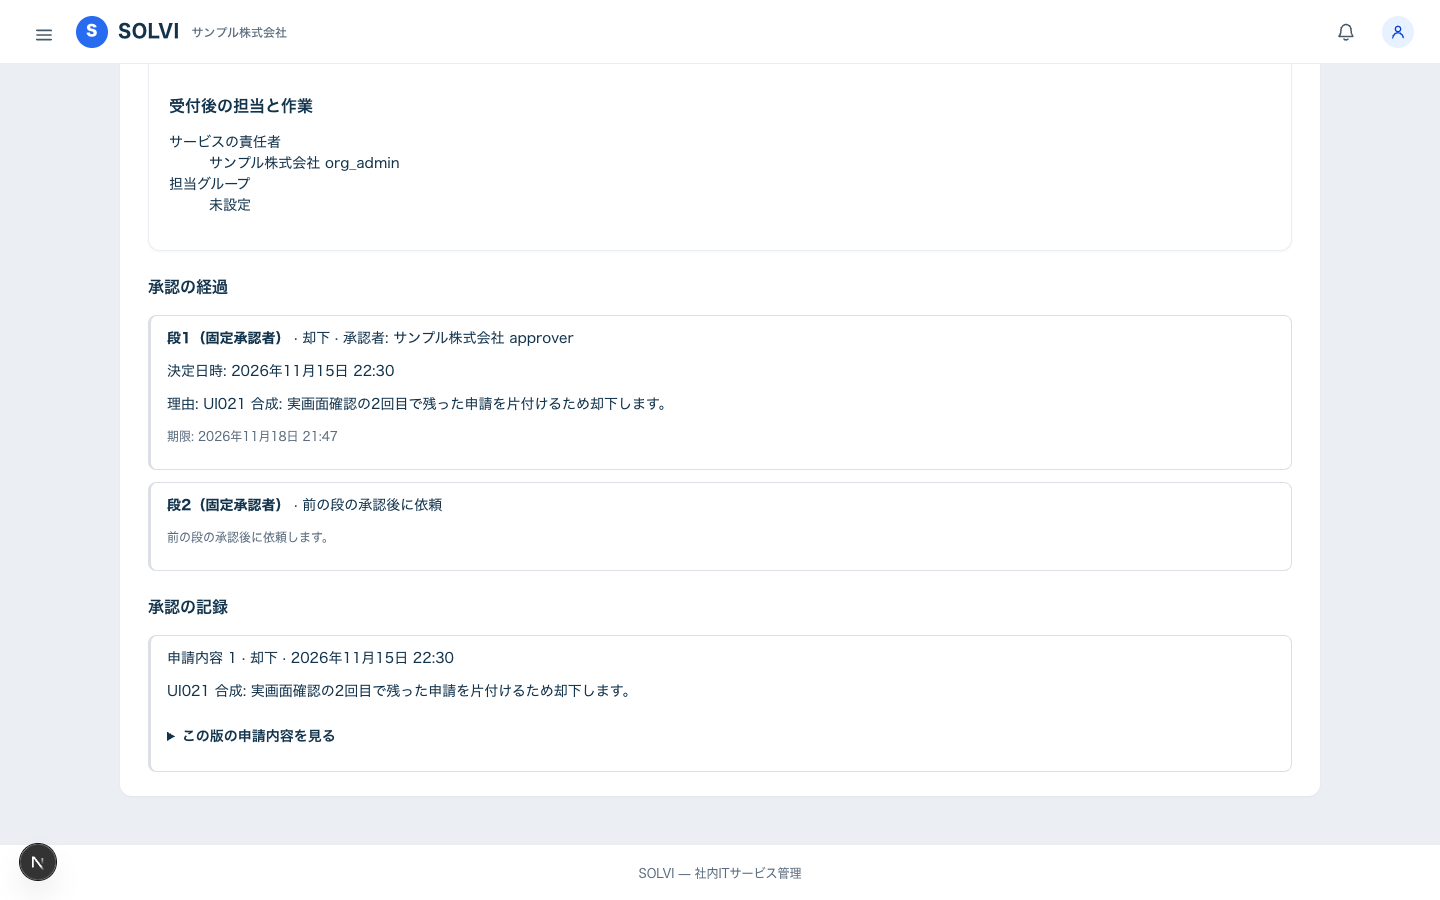 S SOLVI サンプル株式会社
受付後の担当と作業
サービスの責任者
サンプル株式会社 org_admin
担当グループ
未設定
承認の経過
段1（固定承認者） · 却下 · 承認者: サンプル株式会社 approver
決定日時: 2026年11月15日 22:30
理由: UI021 合成: 実画面確認の2回目で残った申請を片付けるため却下します。
期限: 2026年11月18日 21:47
段2（固定承認者） · 前の段の承認後に依頼
前の段の承認後に依頼します。
承認の記録
申請内容 1 · 却下 · 2026年11月15日 22:30
UI021 合成: 実画面確認の2回目で残った申請を片付けるため却下します。
▶ この版の申請内容を見る
N
SOLVI — 社内ITサービス管理